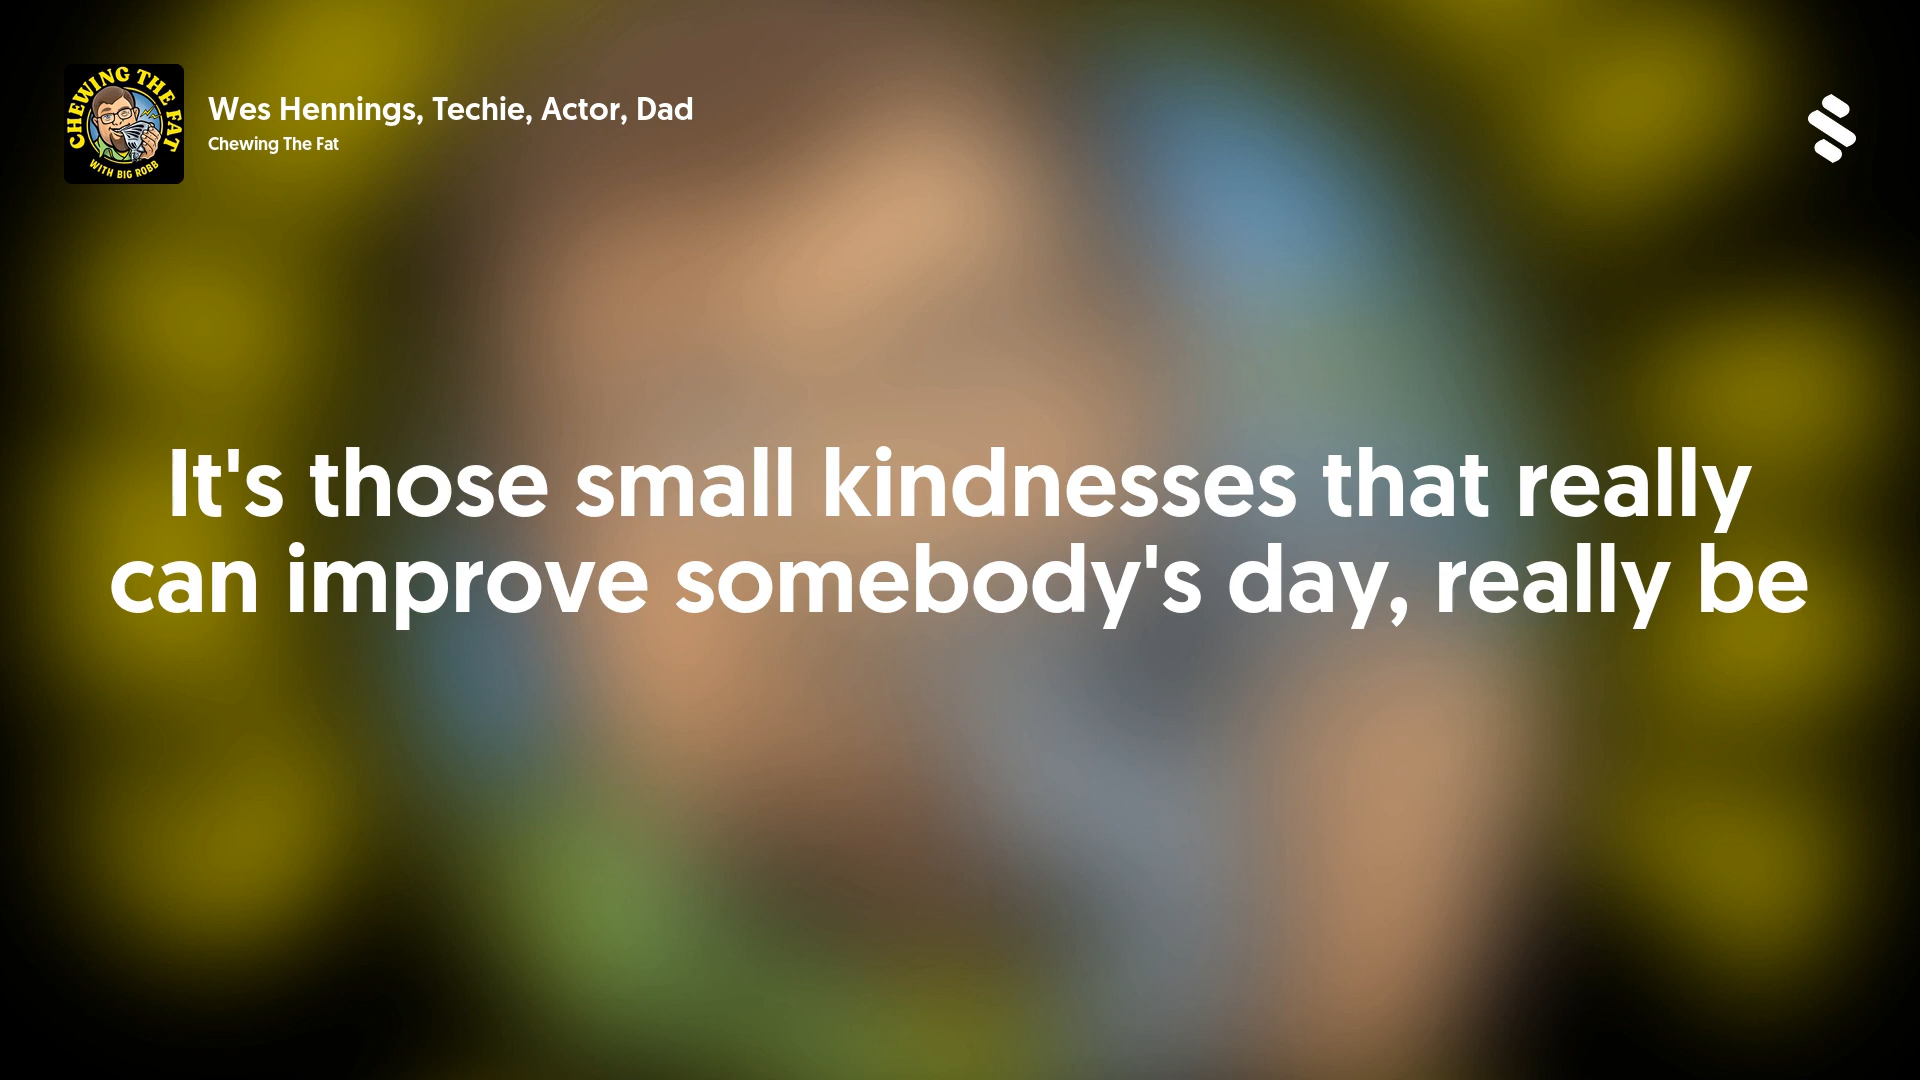 CHEWING THE FAT
WITH BIG ROBB
Wes Hennings, Techie, Actor, Dad
Chewing The Fat
It's those small kindnesses that really
can improve somebody's day, really be